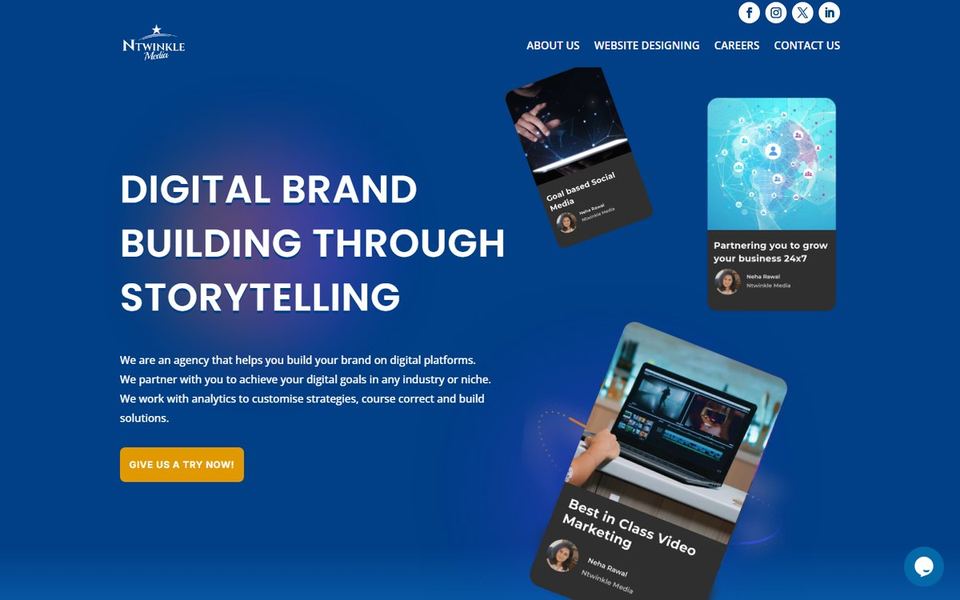 NTWINKLE
Media
ABOUT US
WEBSITE DESIGNING
CAREERS
CONTACT US
DIGITAL BRAND
BUILDING THROUGH
STORYTELLING
We are an agency that helps you build your brand on digital platforms.
We partner with you to achieve your digital goals in any industry or niche.
We work with analytics to customise strategies, course correct and build
solutions.
GIVE US A TRY NOW!
Goal based Social
Media
Neha Rawal
Ntwinkle Media
Partnering you to grow
your business 24x7
Neha Rawal
Ntwinkle Media
Best in Class Video
Marketing
Neha Rawal
Ntwinkle Media